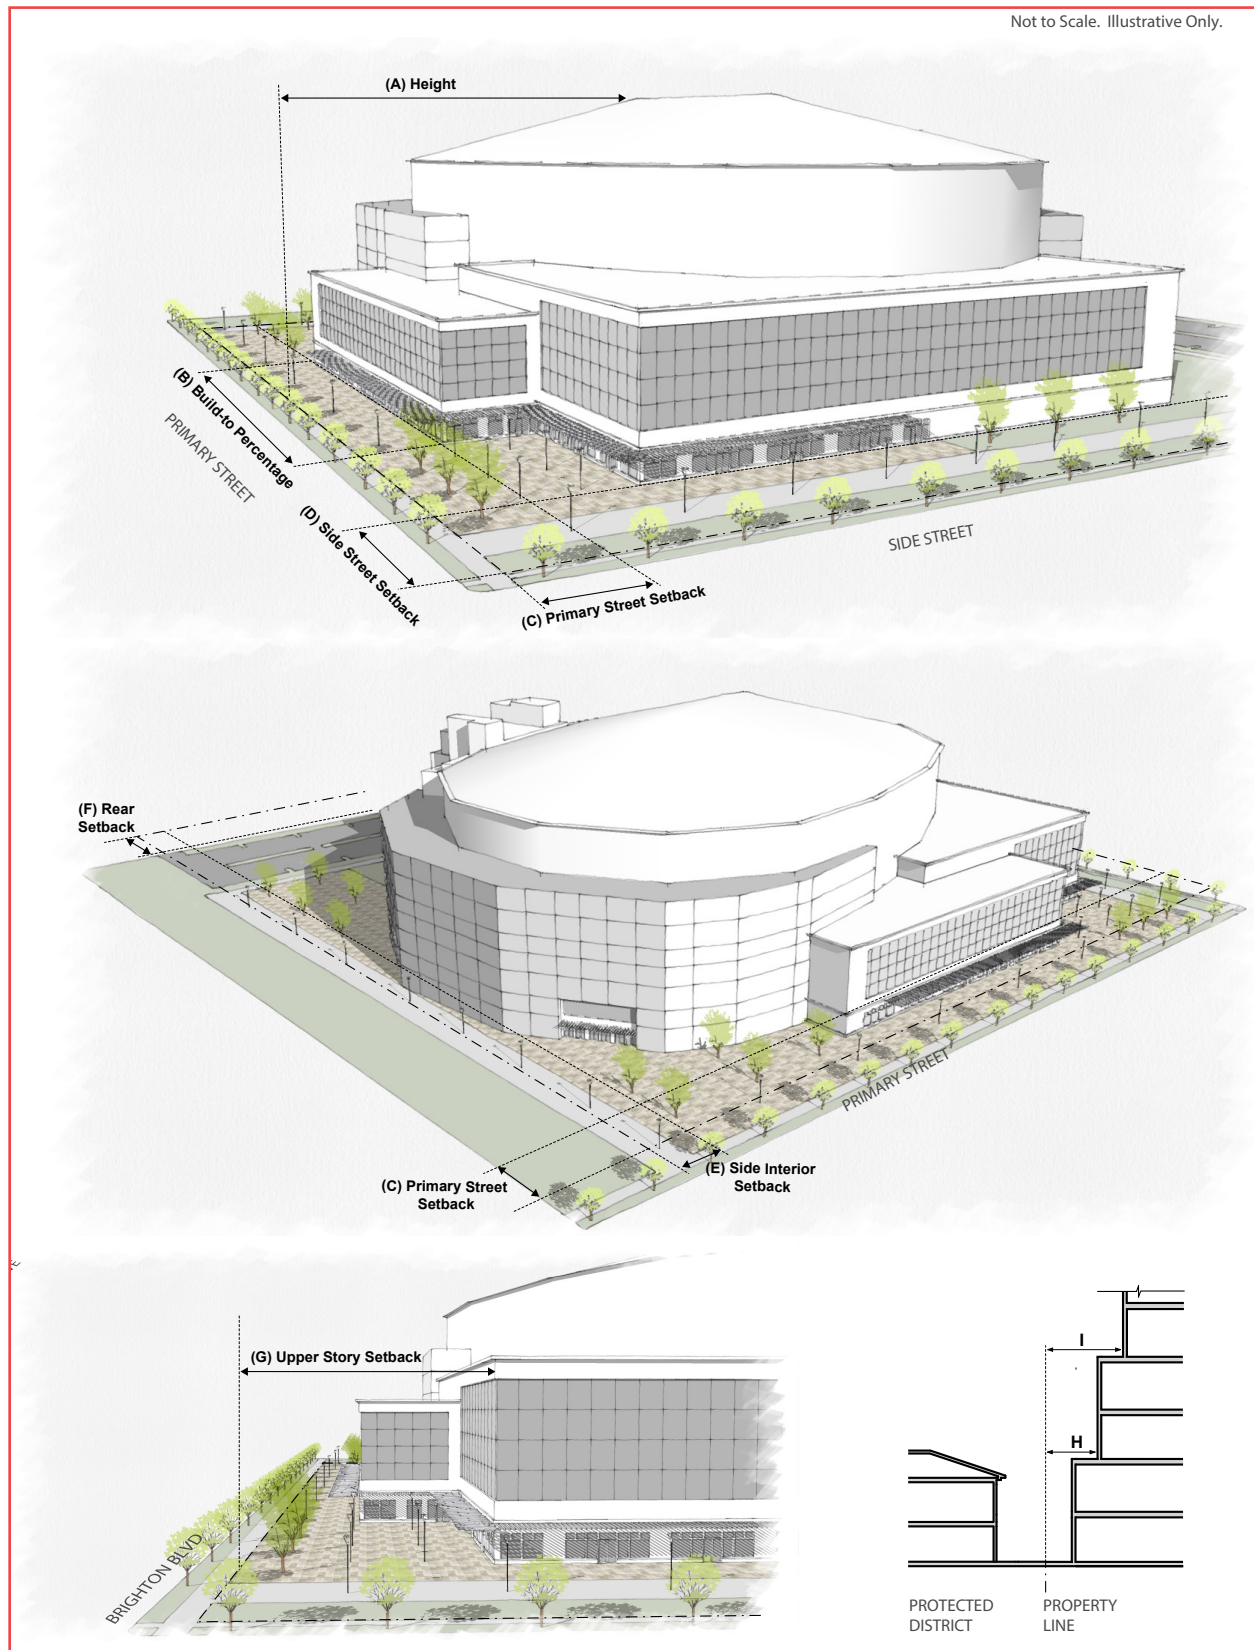 Not to Scale.  Illustrative Only.
(A) Height
(B) Build-to Percentage
PRIMARY STREET
(D) Side Street Setback
(C) Primary Street Setback
SIDE STREET
(F) Rear
Setback
PRIMARY STREET
(E) Side Interior
Setback
(C) Primary Street
Setback
(G) Upper Story Setback
BRIGHTON BLVD
I
H
PROTECTED
DISTRICT
PROPERTY
LINE